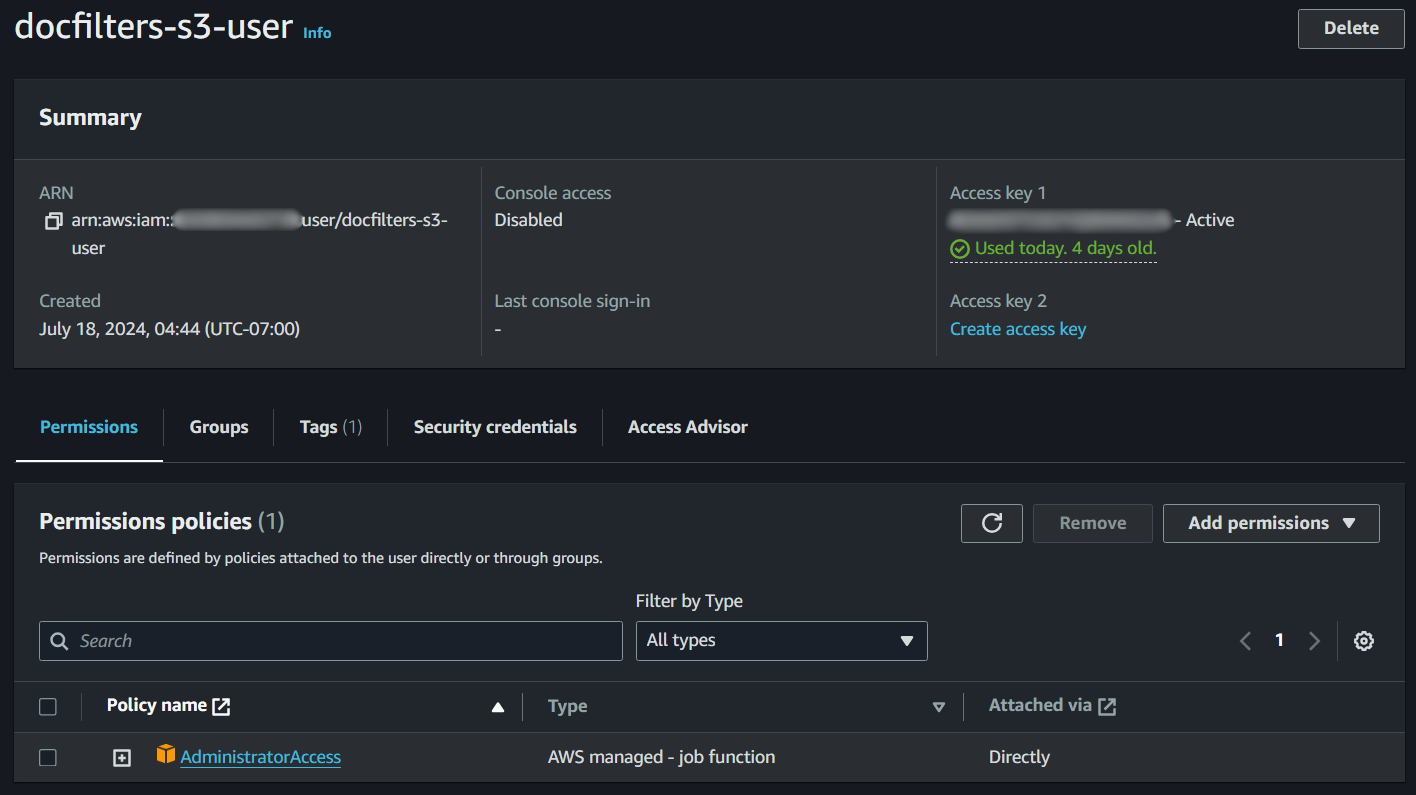 docfilters-s3-user Info
Delete
Summary
ARN
arn:aws:iam: user/docfilters-s3-
user
Created
July 18, 2024, 04:44 (UTC-07:00)
Console access
Disabled
Last console sign-in
-
Access key 1
- Active
Used today. 4 days old.
Access key 2
Create access key
Permissions
Groups
Tags (1)
Security credentials
Access Advisor
Permissions policies (1)
Permissions are defined by policies attached to the user directly or through groups.
Remove
Add permissions
Filter by Type
Search
All types
1
Policy name
Type
Attached via
AdministratorAccess
AWS managed - job function
Directly